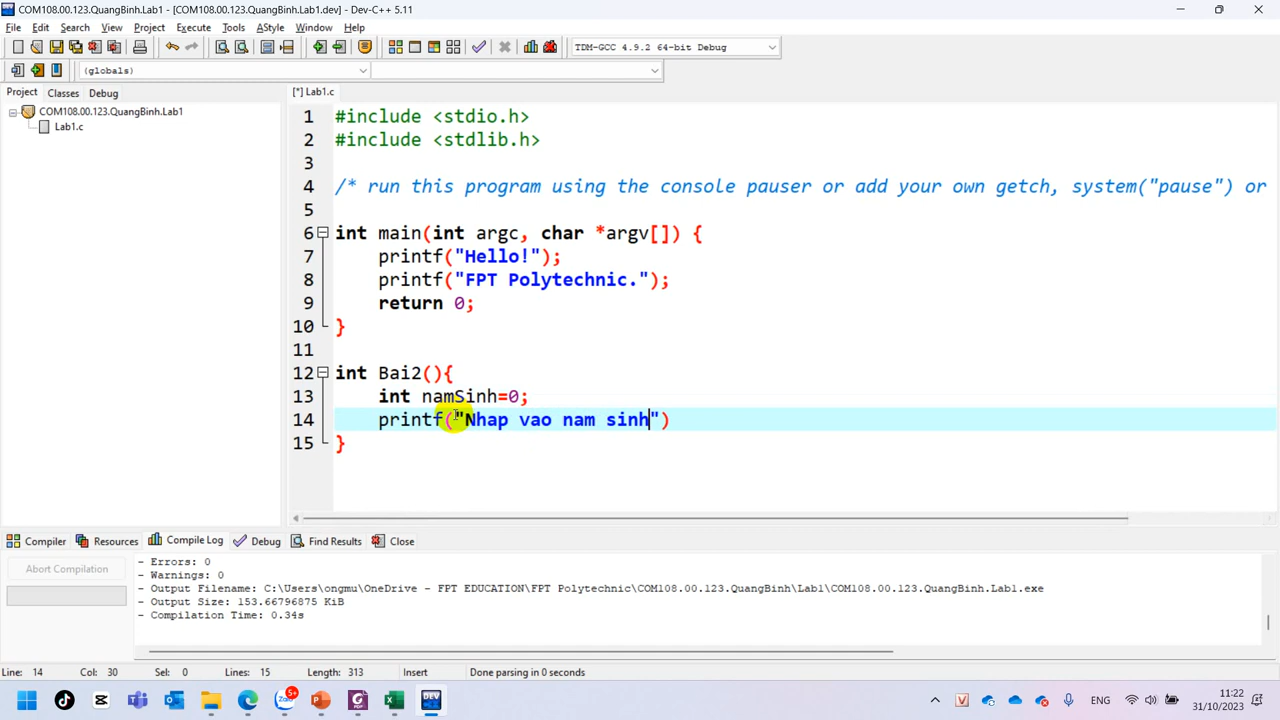 COM108.00.123.QuangBinh.Lab1 - [COM108.00.123.QuangBinh.Lab1.dev] - Dev-C++ 5.11
File Edit Search View Project Execute Tools AStyle Window Help
TDM-GCC 4.9.2 64-bit Debug
(globals)
Project Classes Debug
[*] Lab1.c
COM108.00.123.QuangBinh.Lab1
Lab1.c
1 #include <stdio.h>
2 #include <stdlib.h>
3
4 /* run this program using the console pauser or add your own getch, system("pause") or
5
6 int main(int argc, char *argv[]) {
7 printf("Hello!");
8 printf("FPT Polytechnic.");
9 return 0;
10 }
11
12 int Bai2(){
13 int namSinh=0;
14 printf("Nhap vao nam sinh")
15 }
Compiler Resources Compile Log Debug Find Results Close
Abort Compilation
- Errors: 0
- Warnings: 0
- Output Filename: C:\Users\ongmu\OneDrive - FPT EDUCATION\FPT Polytechnic\COM108.00.123.QuangBinh\Lab1\COM108.00.123.QuangBinh.Lab1.exe
- Output Size: 153.66796875 KiB
- Compilation Time: 0.34s
Line: 14 Col: 30 Sel: 0 Lines: 15 Length: 313 Insert Done parsing in 0 seconds
5+
DEV
ENG
11:22
31/10/2023